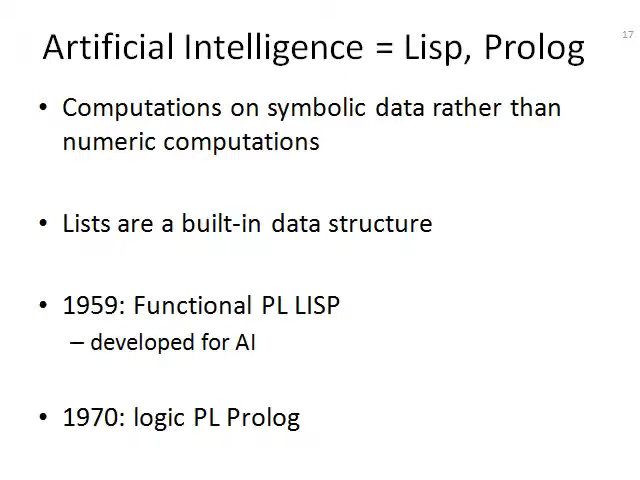 Artificial Intelligence = Lisp, Prolog
17
• Computations on symbolic data rather than
numeric computations
• Lists are a built-in data structure
• 1959: Functional PL LISP
– developed for AI
• 1970: logic PL Prolog